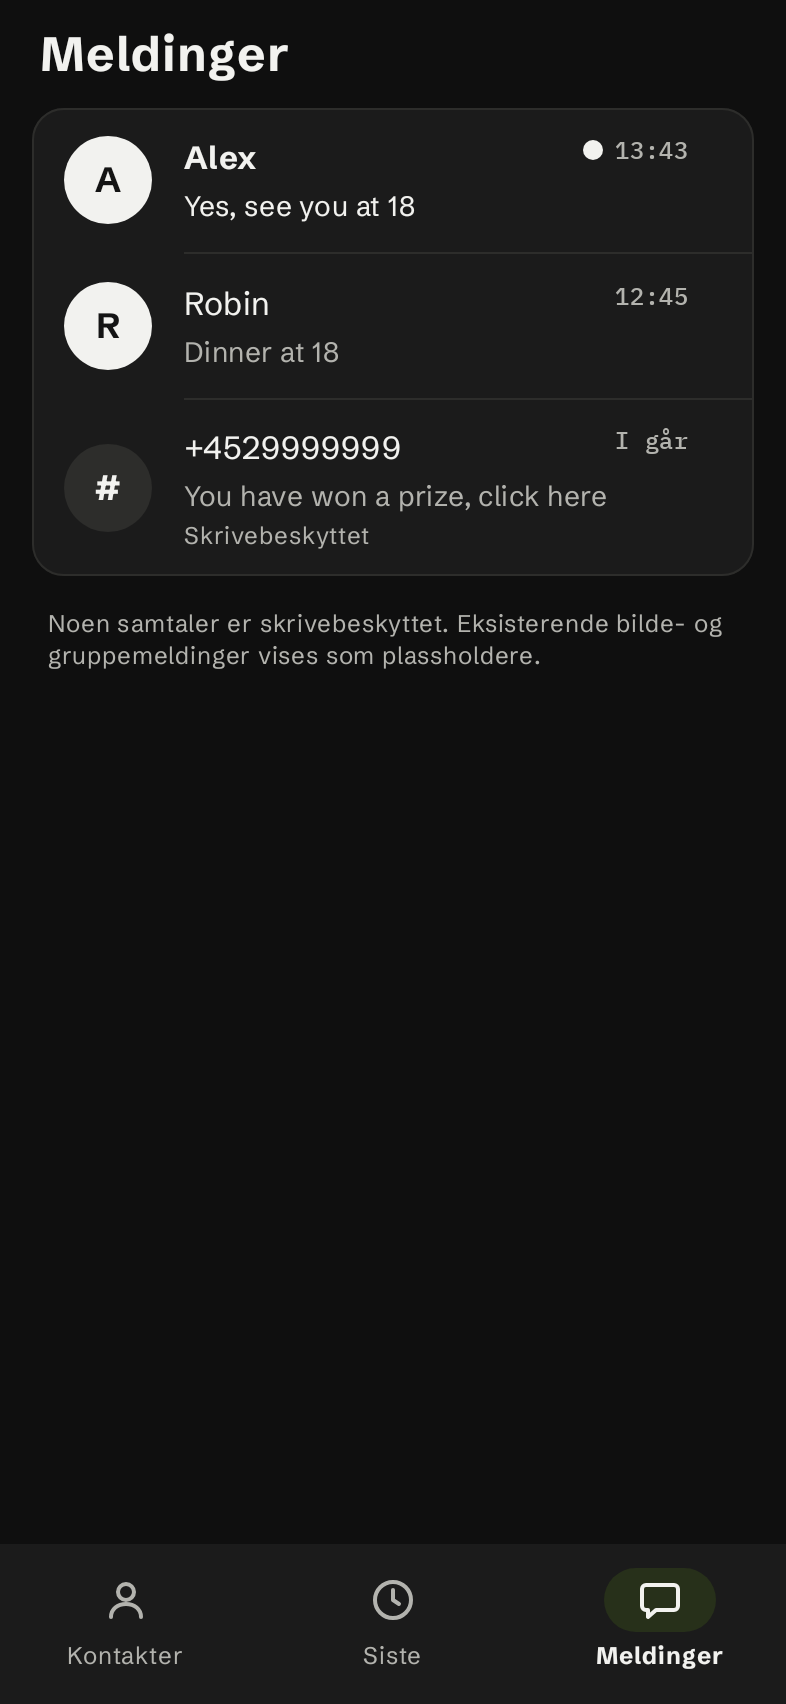 Meldinger
A
Alex
13:43
Yes, see you at 18
R
Robin
12:45
Dinner at 18
#
+4529999999
I går
You have won a prize, click here
Skrivebeskyttet
Noen samtaler er skrivebeskyttet. Eksisterende bilde- og
gruppemeldinger vises som plassholdere.
Kontakter
Siste
Meldinger